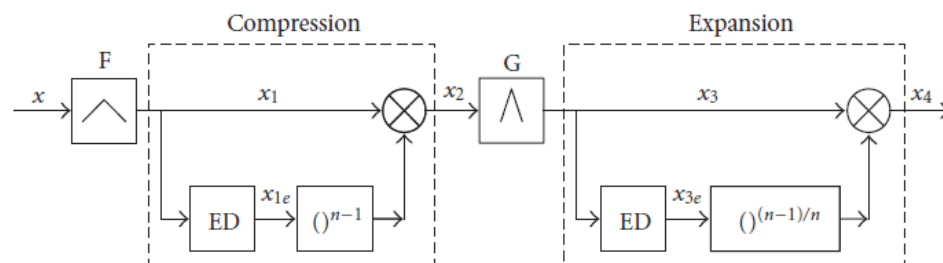 Compression
Expansion
F
G
x
x₁
x₂
x₃
x₄
ED
x₁ₑ
()ⁿ⁻¹
ED
x₃ₑ
()⁽ⁿ⁻¹⁾/ⁿ